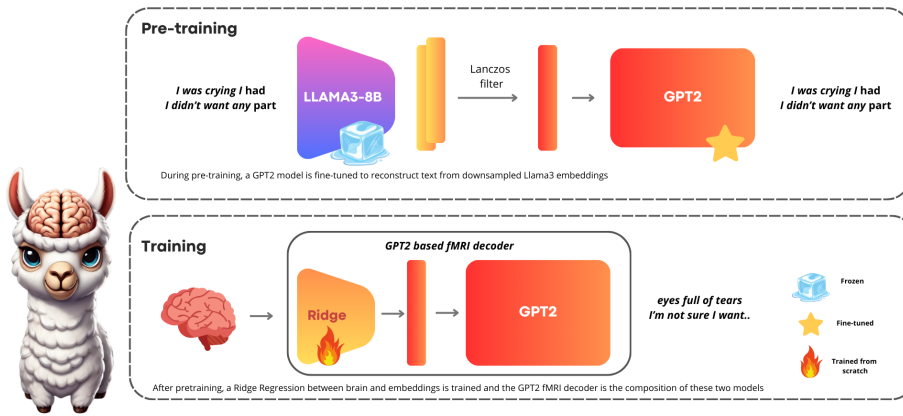 Pre-training
I was crying I had
I didn't want any part
LLAMA3-8B
Lanczos
filter
GPT2
I was crying I had
I didn't want any part
During pre-training, a GPT2 model is fine-tuned to reconstruct text from downsampled Llama3 embeddings
Training
GPT2 based fMRI decoder
Ridge
GPT2
eyes full of tears
I'm not sure I want..
Frozen
Fine-tuned
Trained from
scratch
After pretraining, a Ridge Regression between brain and embeddings is trained and the GPT2 fMRI decoder is the composition of these two models